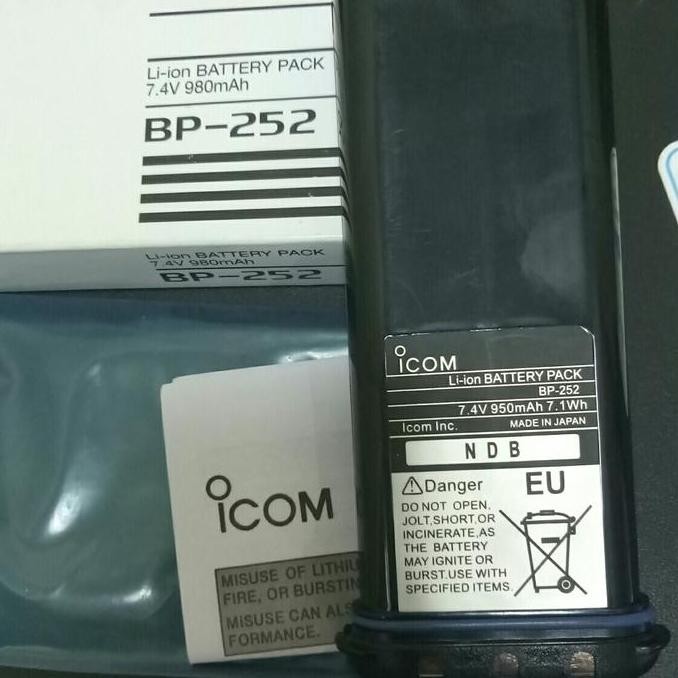 Li-ion BATTERY PACK
7.4V 980mAh
BP-252
Li-ion BATTERY PACK
7.4V 980mAh
BP-252
ICOM
Li-ion BATTERY PACK
BP-252
7.4V 950mAh 7.1Wh
Icom Inc. MADE IN JAPAN
NDB
Danger EU
DO NOT OPEN,
JOLT,SHORT,OR
INCINERATE,AS
THE BATTERY
MAY IGNITE OR
BURST.USE WITH
SPECIFIED ITEMS.
ICOM
MISUSE OF LITHIU
FIRE, OR BURSTIN
MISUSE CAN ALS
FORMANCE.